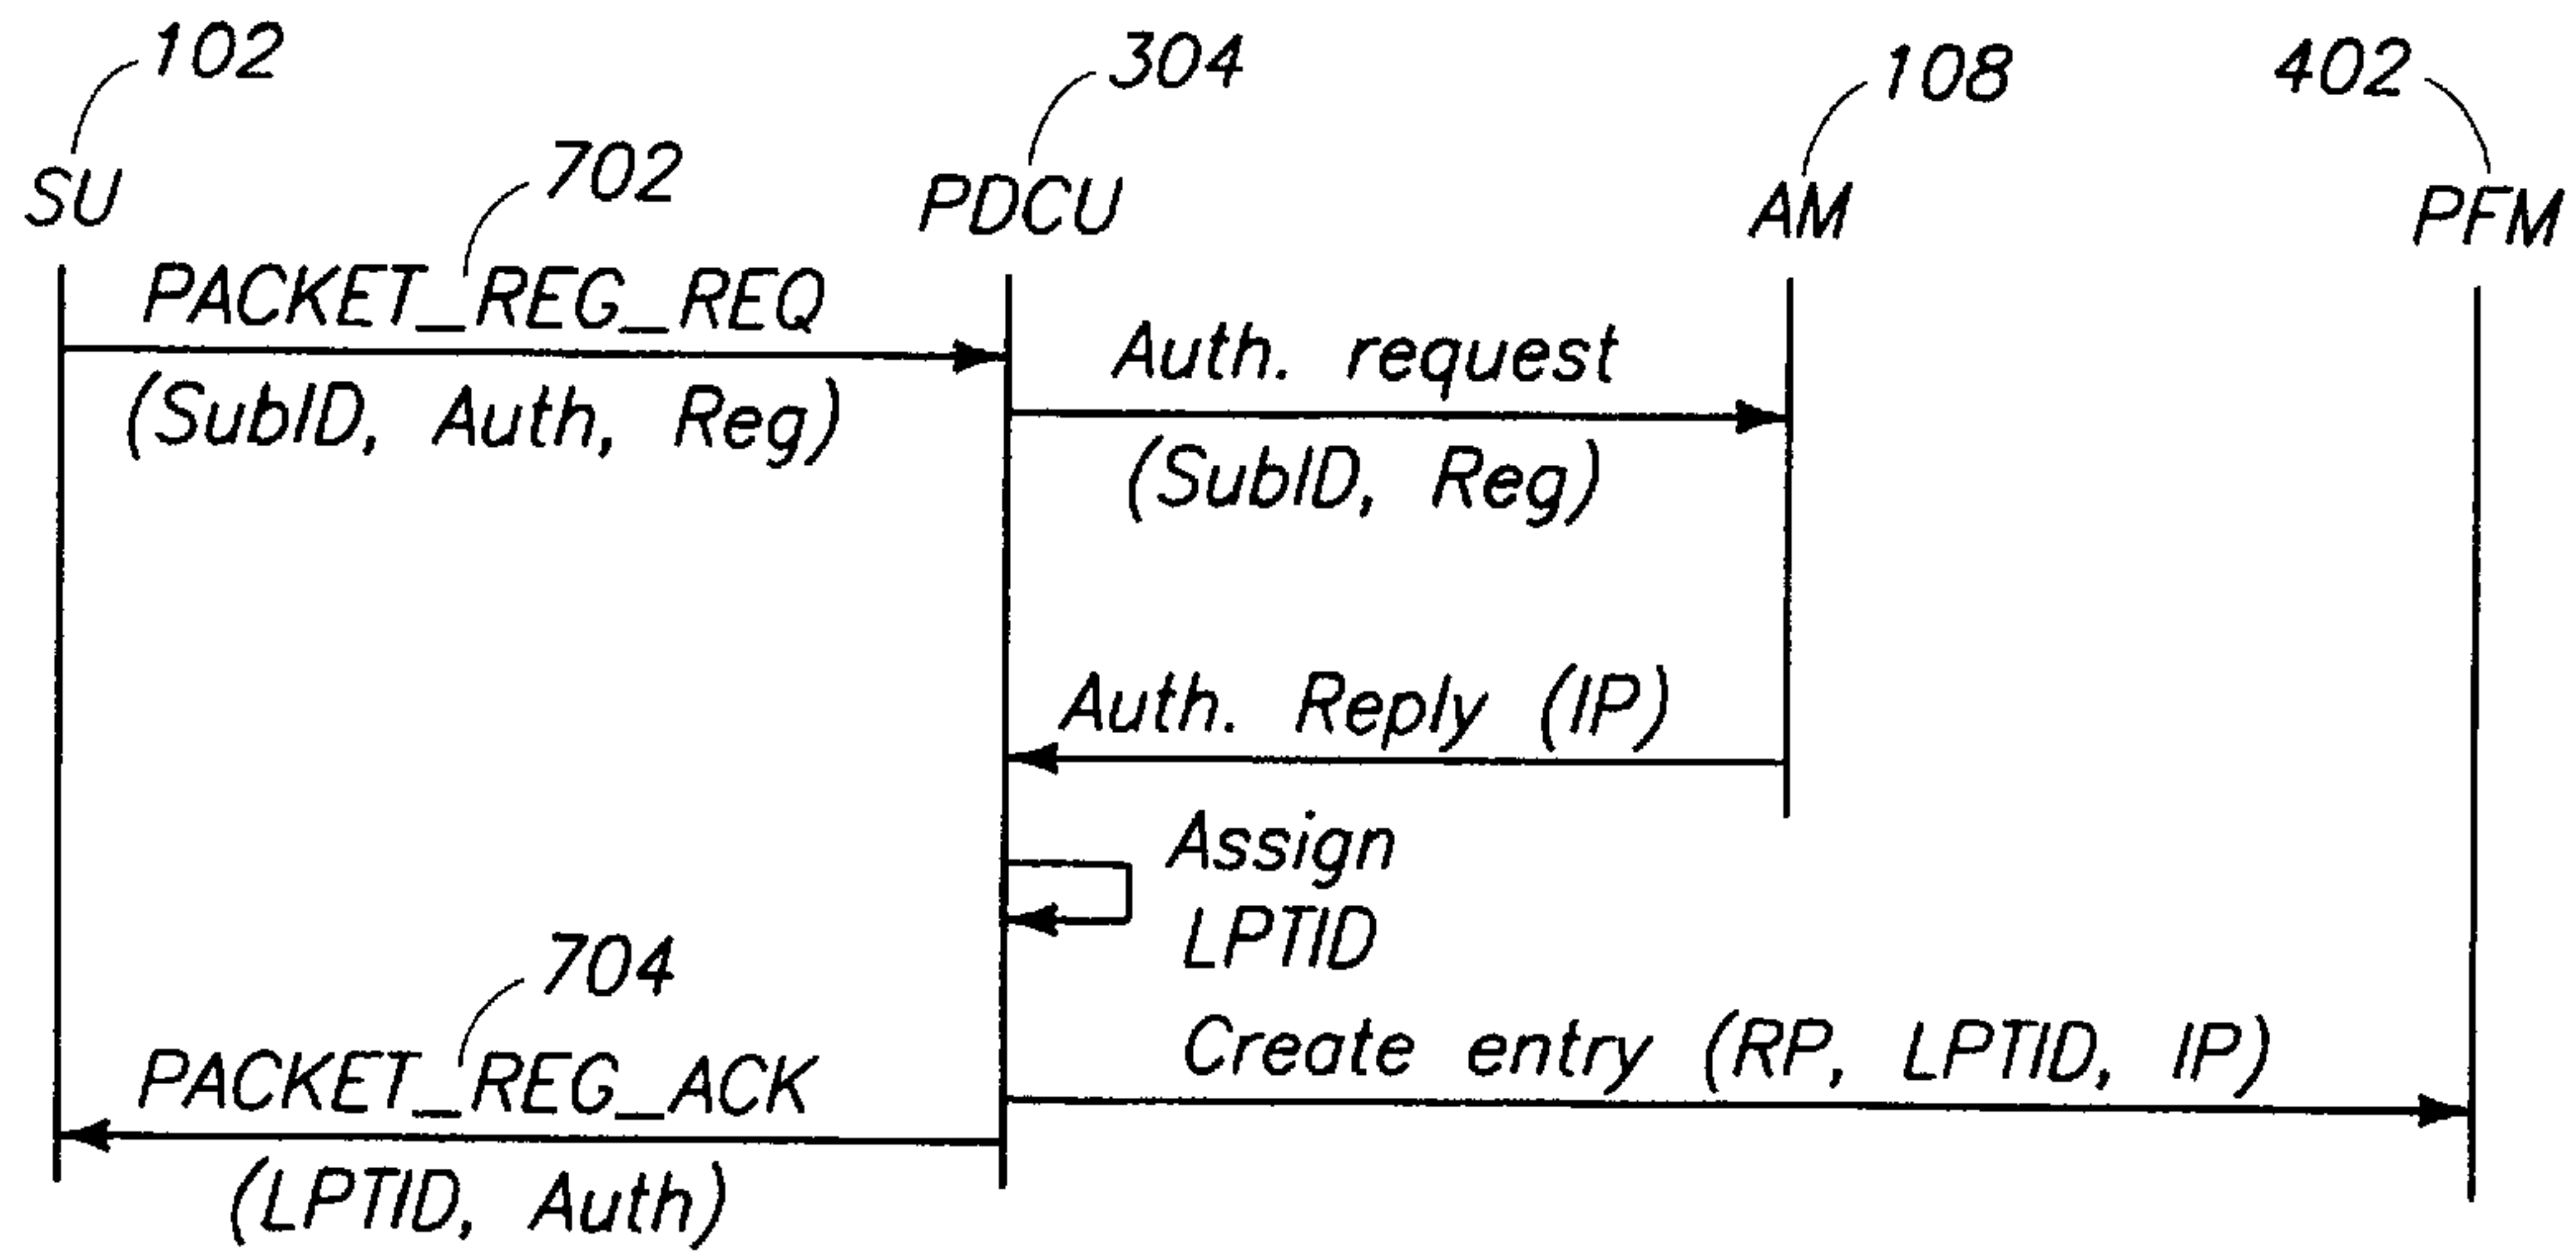 102
304
108
402
702
SU
PDCU
AM
PFM
PACKET_REG_REQ
(SubID, Auth, Reg)
Auth. request
(SubID, Reg)
Auth. Reply (IP)
Assign
LPTID
704
Create entry (RP, LPTID, IP)
PACKET_REG_ACK
(LPTID, Auth)